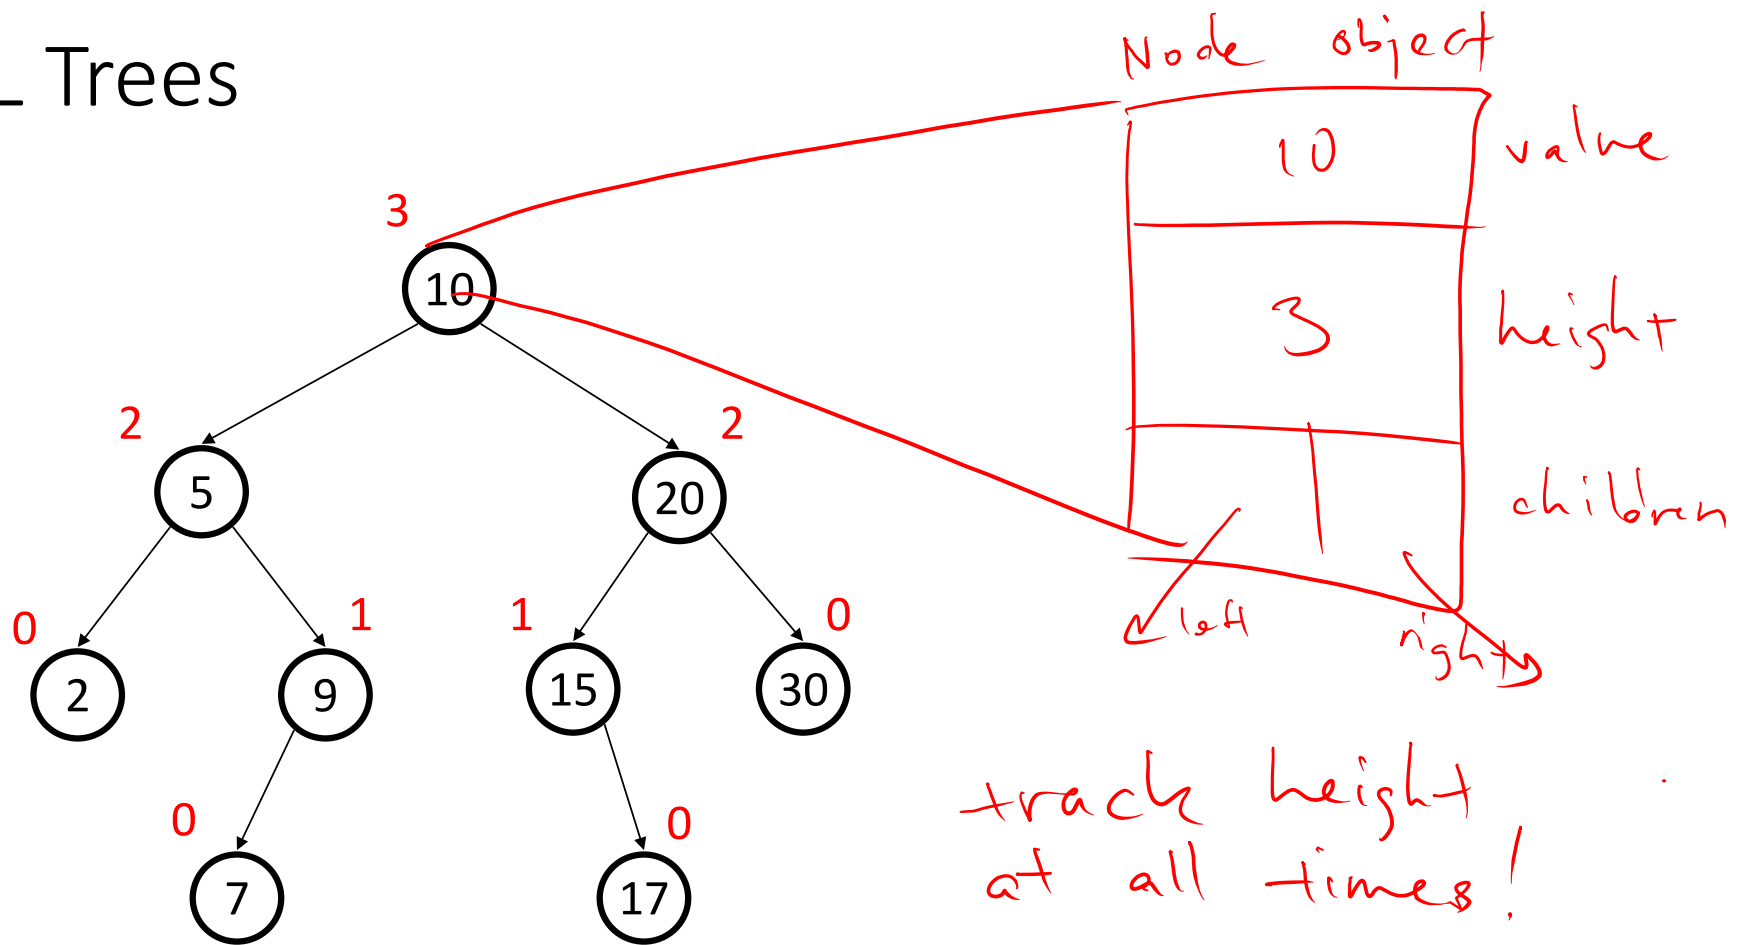 Trees
Node object
10 value
3 height
children
left
right
3
10
2 2
5 20
0 1 1 0
2 9 15 30
0 0
7 17
track height
at all times!